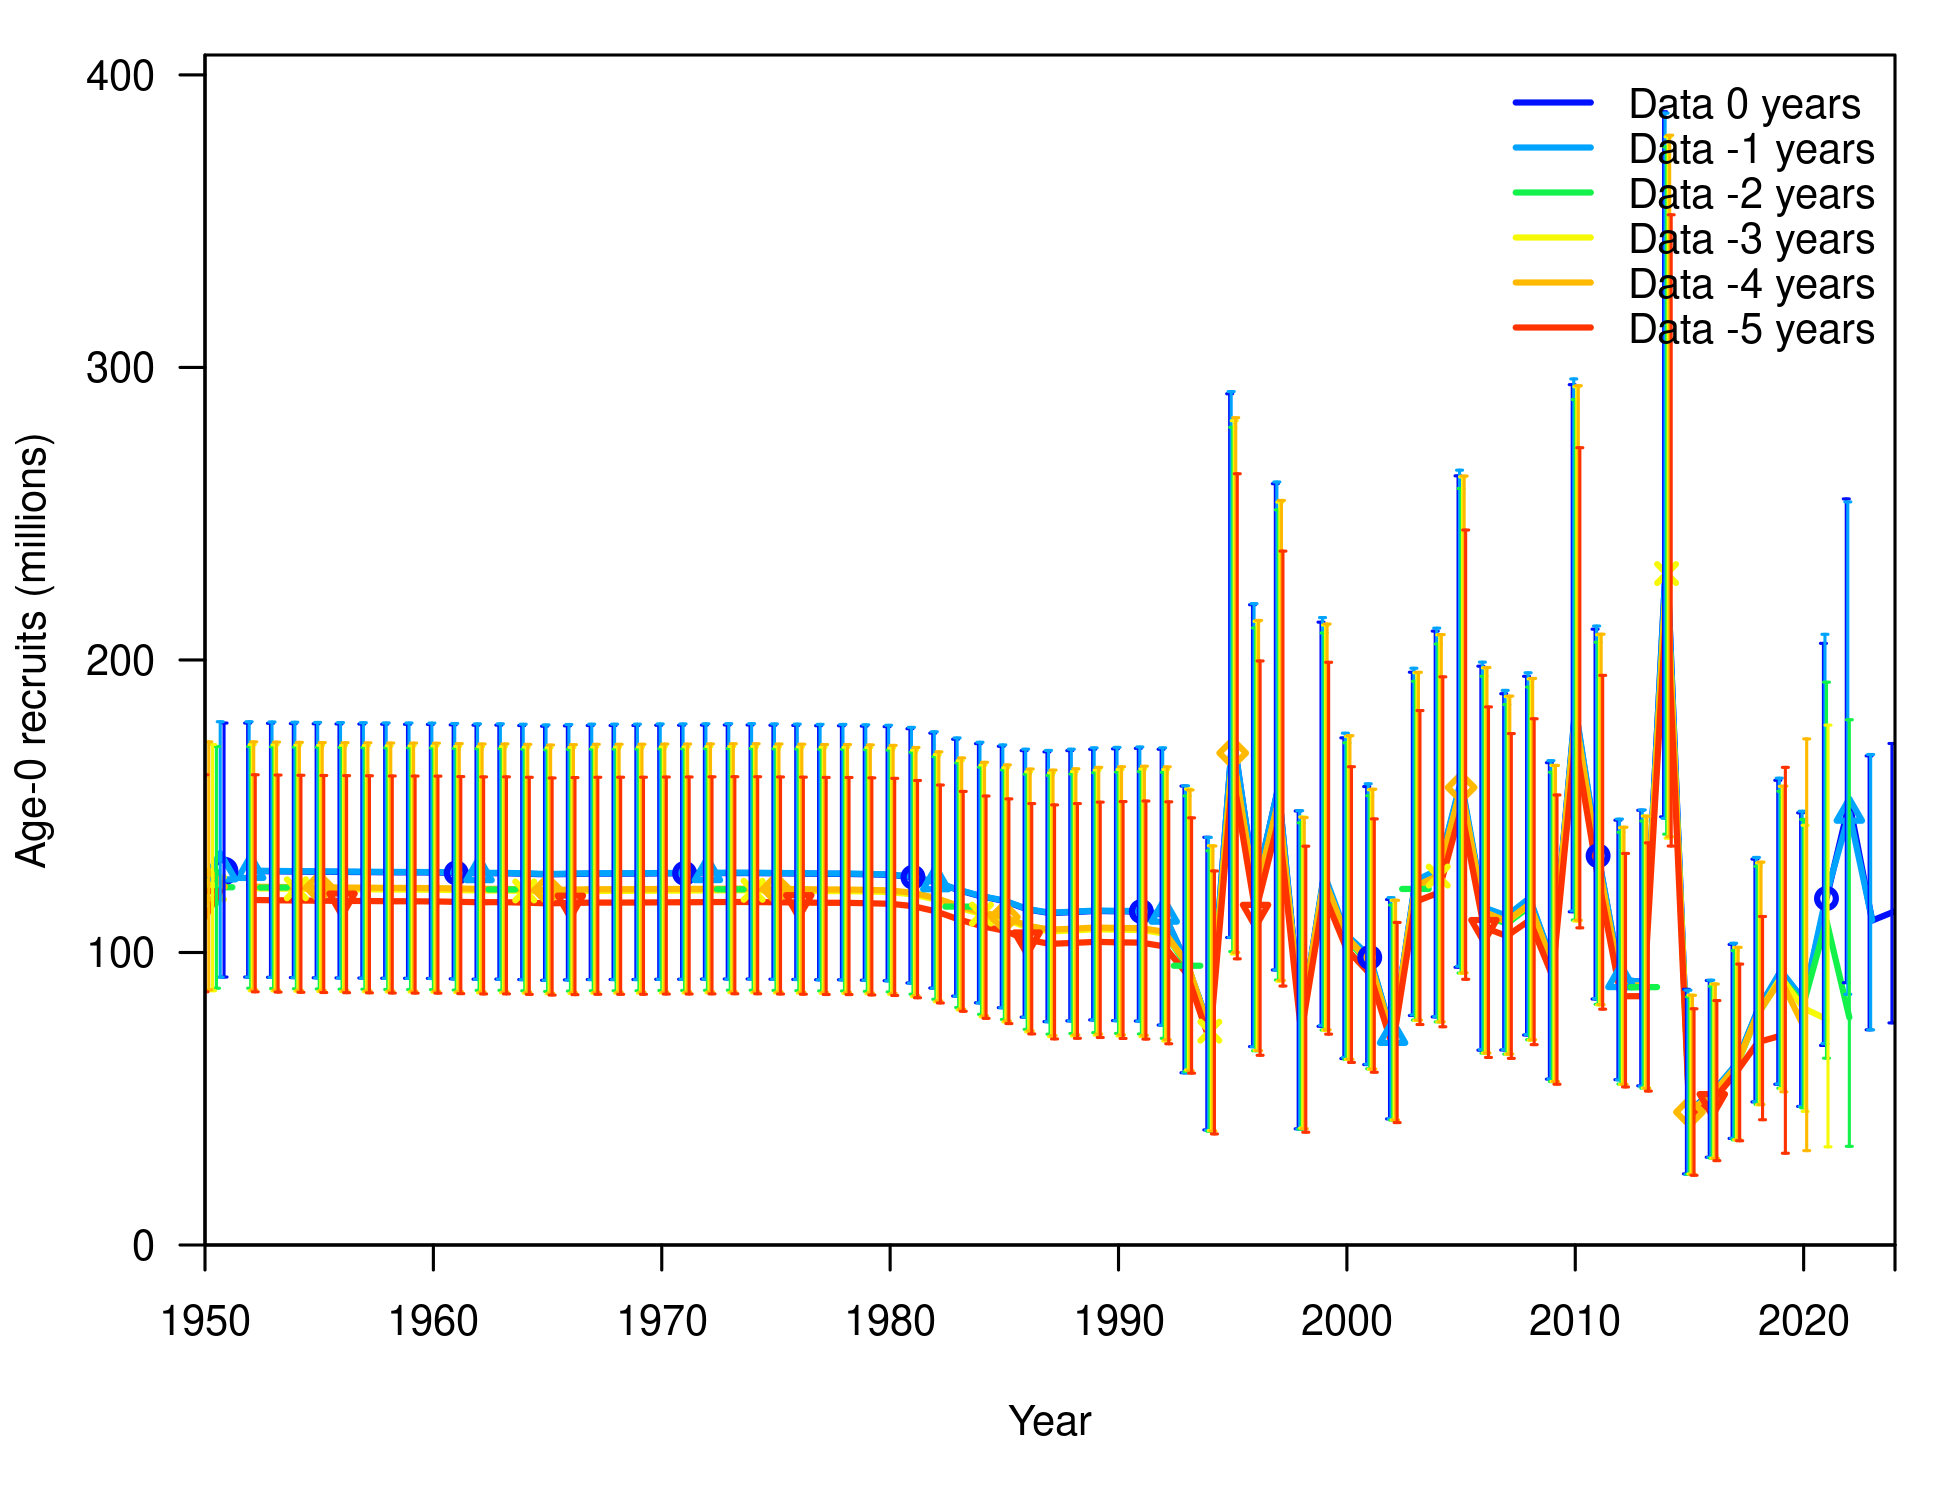 400
300
200
100
0
Age-0 recruits (millions)
Data 0 years
Data -1 years
Data -2 years
Data -3 years
Data -4 years
Data -5 years
1950 1960 1970 1980 1990 2000 2010 2020
Year